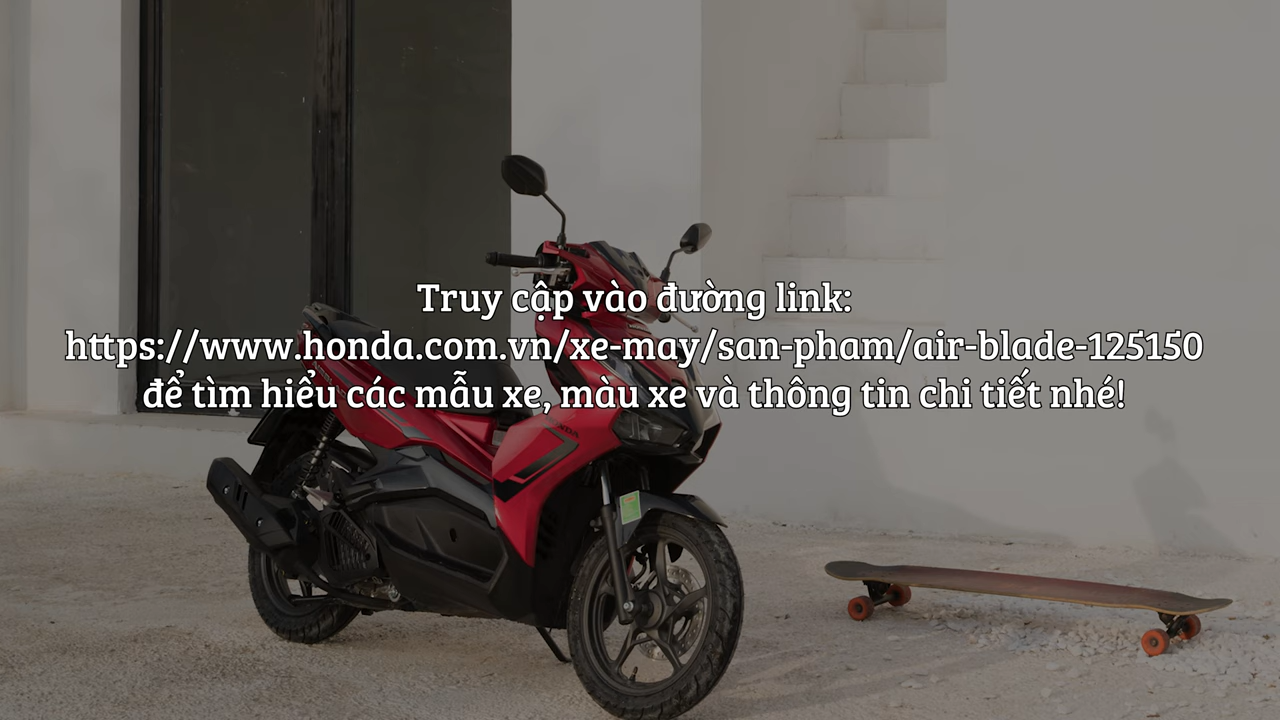 Truy cập vào đường link:
https://www.honda.com.vn/xe-may/san-pham/air-blade-125150
để tìm hiểu các mẫu xe, màu xe và thông tin chi tiết nhé!
HONDA